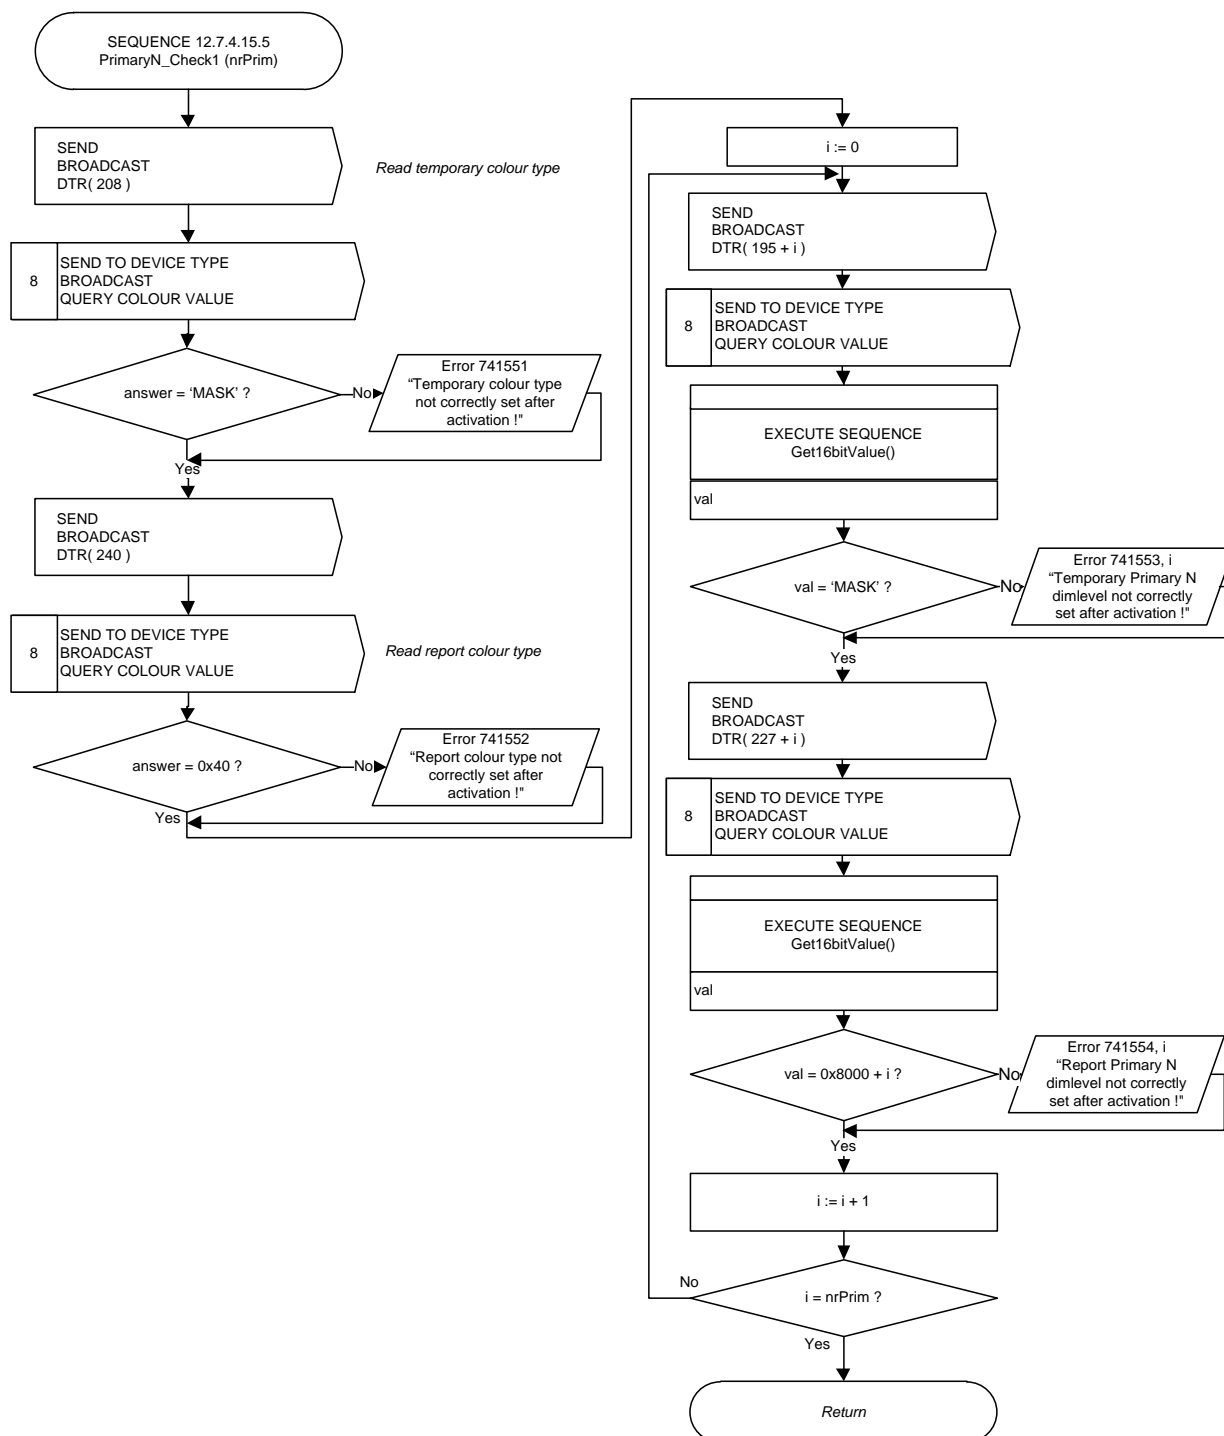 SEQUENCE 12.7.4.15.5
PrimaryN_Check1 (nrPrim)
SEND
BROADCAST
DTR( 208 )
Read temporary colour type
8
SEND TO DEVICE TYPE
BROADCAST
QUERY COLOUR VALUE
answer = ‘MASK’ ?
No
Error 741551
“Temporary colour type
not correctly set after
activation !"
Yes
SEND
BROADCAST
DTR( 240 )
8
SEND TO DEVICE TYPE
BROADCAST
QUERY COLOUR VALUE
Read report colour type
answer = 0x40 ?
No
Error 741552
“Report colour type not
correctly set after
activation !"
Yes
i := 0
SEND
BROADCAST
DTR( 195 + i )
8
SEND TO DEVICE TYPE
BROADCAST
QUERY COLOUR VALUE
EXECUTE SEQUENCE
Get16bitValue()
val
val = ‘MASK’ ?
No
Error 741553, i
“Temporary Primary N
dimlevel not correctly
set after activation !"
Yes
SEND
BROADCAST
DTR( 227 + i )
8
SEND TO DEVICE TYPE
BROADCAST
QUERY COLOUR VALUE
EXECUTE SEQUENCE
Get16bitValue()
val
val = 0x8000 + i ?
No
Error 741554, i
“Report Primary N
dimlevel not correctly
set after activation !"
Yes
i := i + 1
No
i = nrPrim ?
Yes
Return